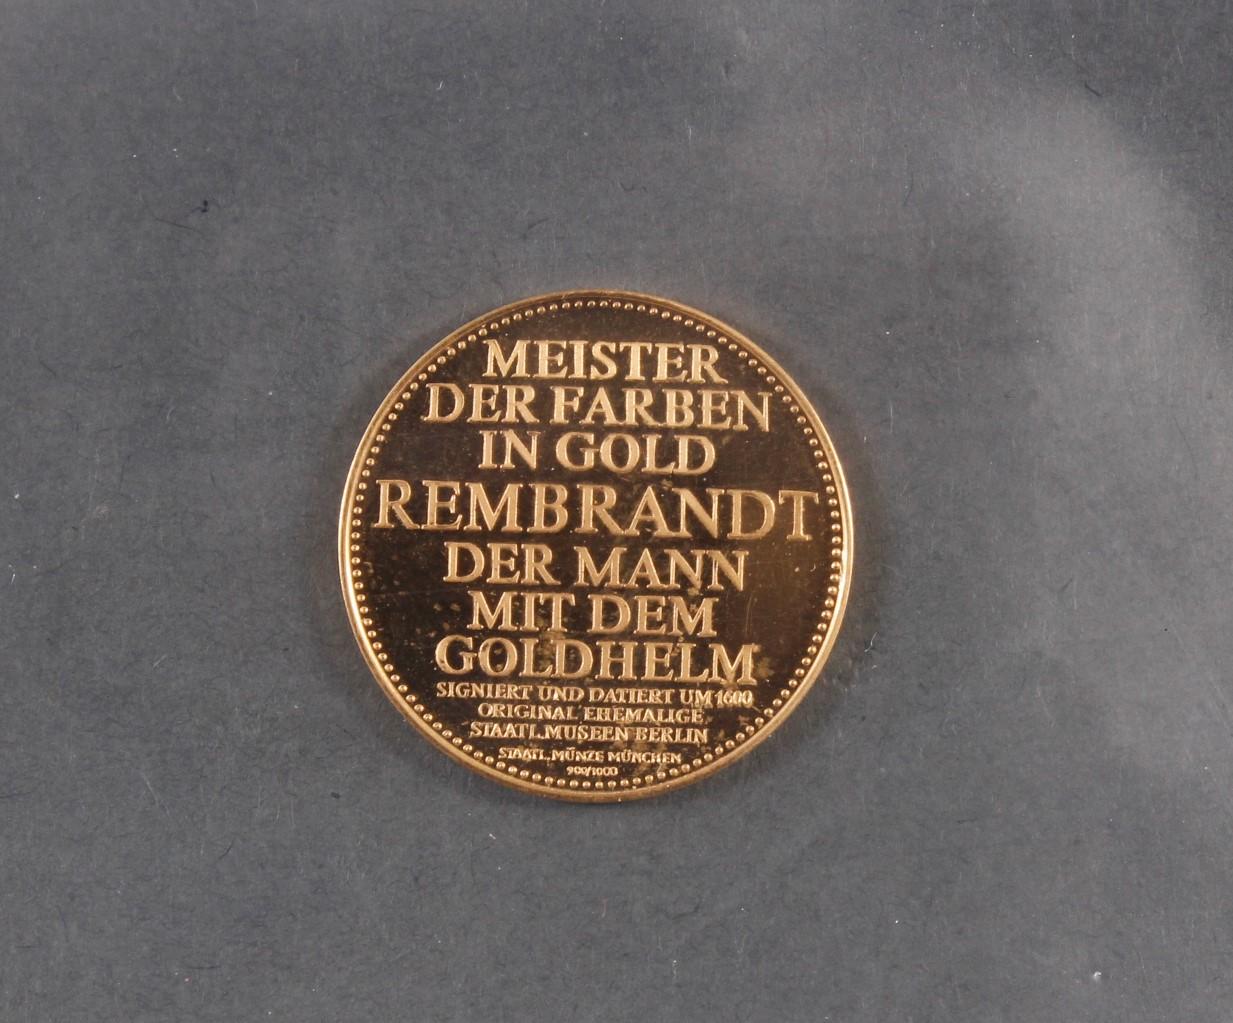 MEISTER
DER FARBEN
IN GOLD
REMBRANDT
DER MANN
MIT DEM
GOLDHELM
SIGNIERT UND DATIERT UM 1600
ORIGINAL EHEMALIGE
STAATL.MUSEEN BERLIN
STAATL.MÜNZE MÜNCHEN
900/1000